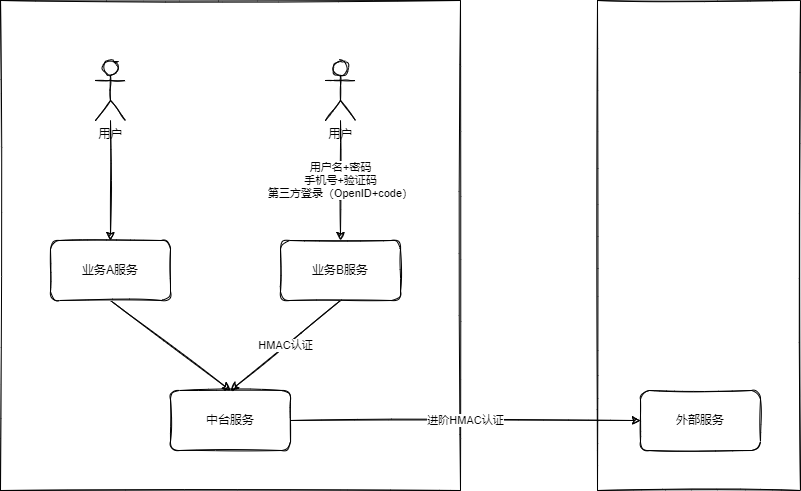 用户
用户
用户名+密码
手机号+验证码
第三方登录（OpenID+code）
业务A服务
业务B服务
HMAC认证
中台服务
进阶HMAC认证
外部服务